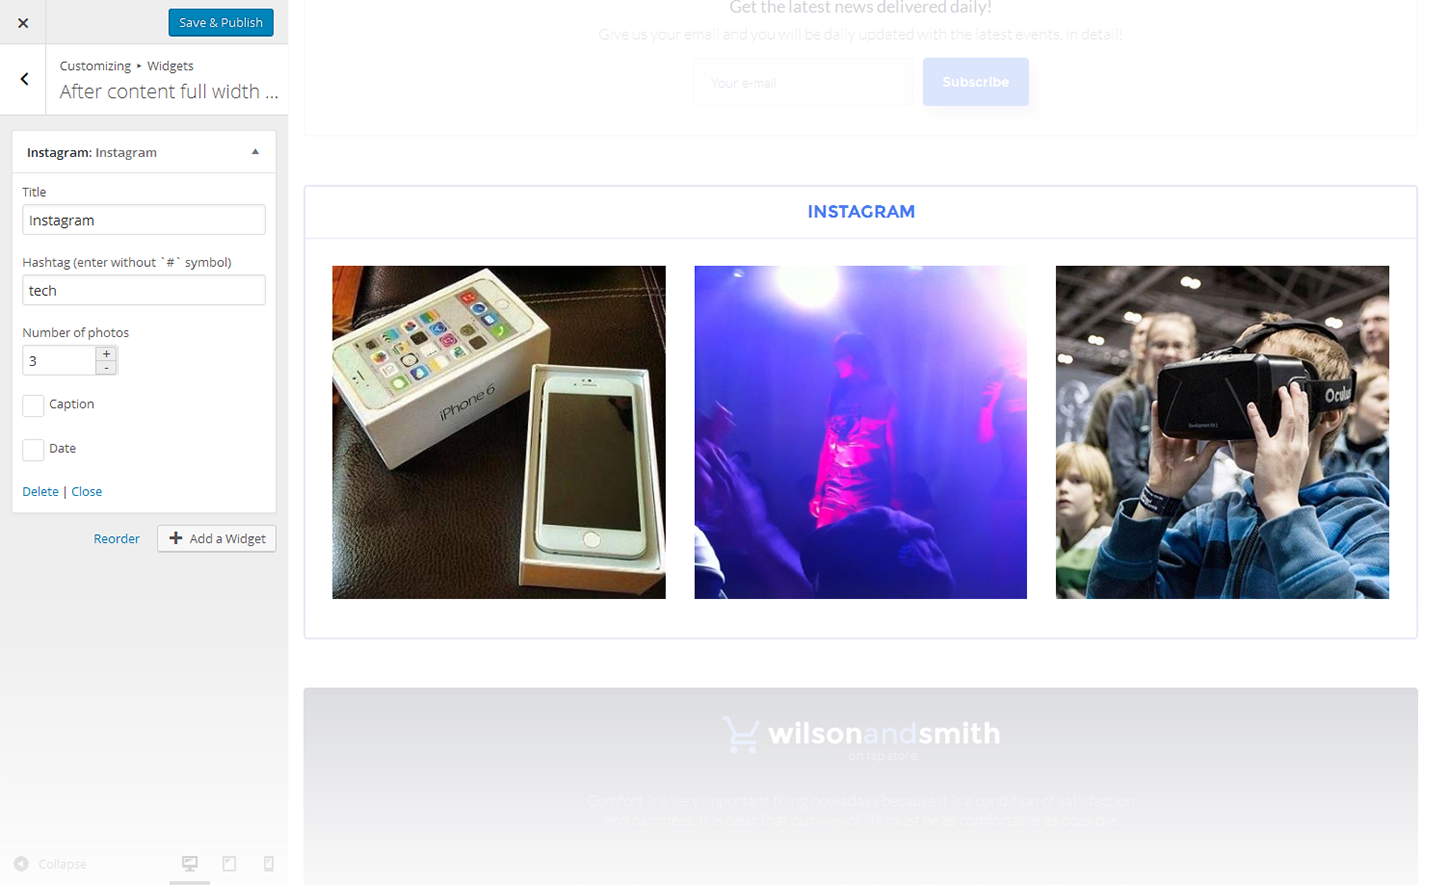 Save & Publish
Customizing ▸ Widgets
After content full width ...
Instagram: Instagram
Title
Instagram
Hashtag (enter without `#` symbol)
tech
Number of photos
3
+
-
Caption
Date
Delete | Close
Reorder
Add a Widget
Collapse
Get the latest news delivered daily!
Give us your email and you will be daily updated with the latest events, in detail!
Your e-mail
Subscribe
INSTAGRAM
iPhone 6
Oculus
Development Kit 2
wilsonandsmith
on tap store
Comfort is a very important thing nowadays because it is a condition of satisfaction
and calmness. It is clear that our way of life must be as comfortable as possible.